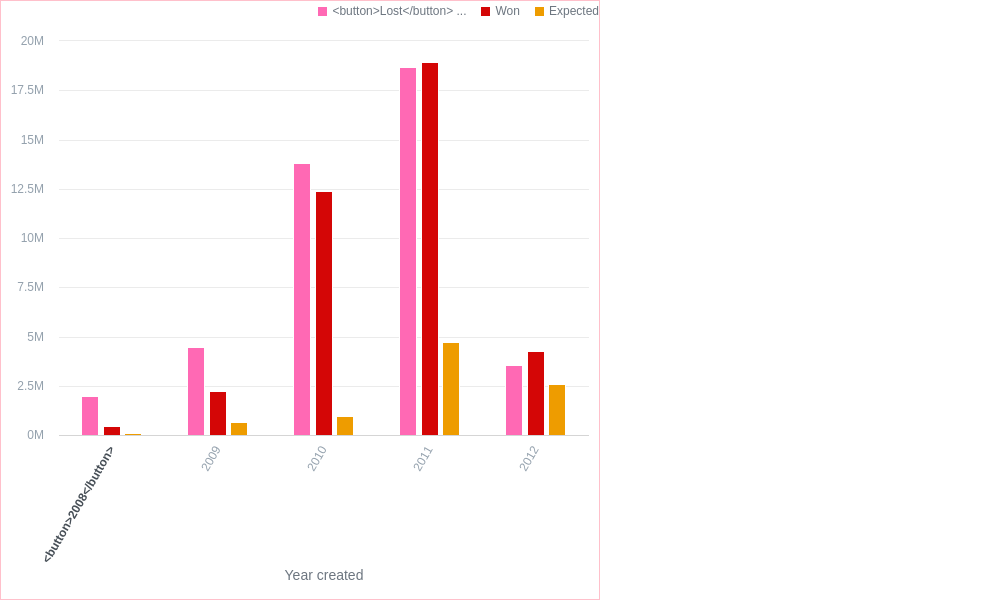 <button>Lost</button> ... Won Expected
20M
17.5M
15M
12.5M
10M
7.5M
5M
2.5M
0M
<button>2008</button> 2009 2010 2011 2012
Year created